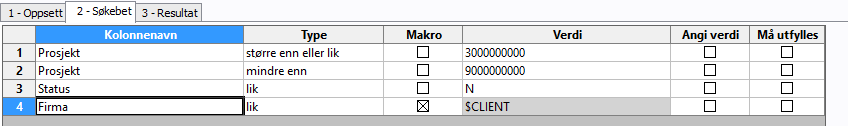 1 - Oppsett 2 - Søkebet 3 - Resultat
Kolonnenavn Type Makro Verdi Angi verdi Må utfylles
1 Prosjekt større enn eller lik 3000000000
2 Prosjekt mindre enn 9000000000
3 Status lik N
4 Firma lik $CLIENT